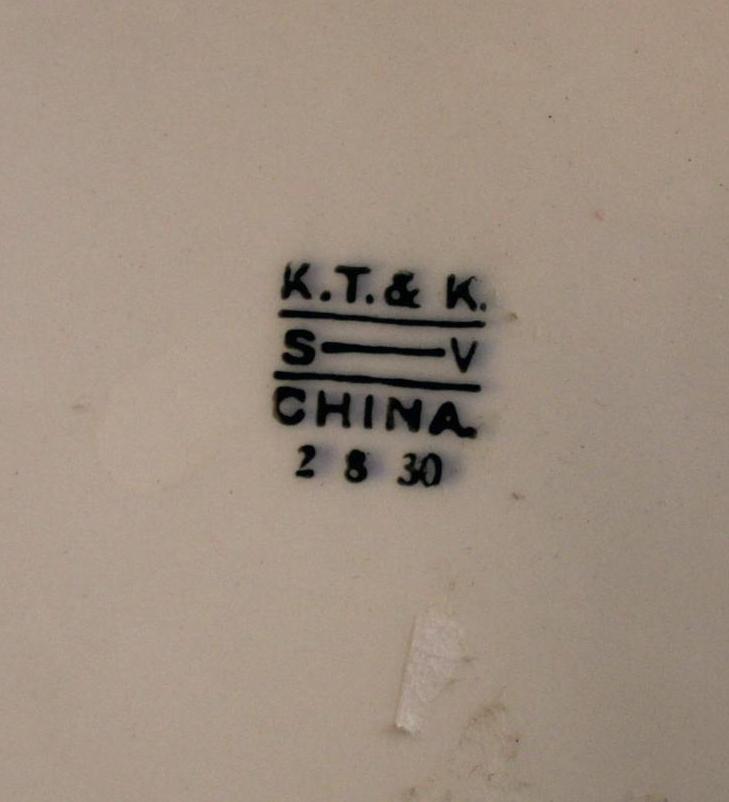 K.T. & K.
S — V
CHINA.
2 8 30